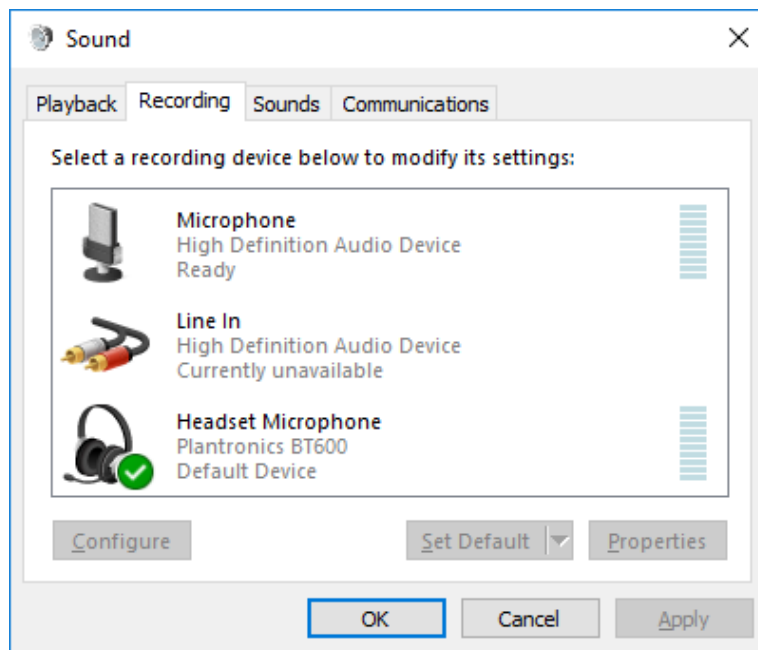 Sound
Playback Recording Sounds Communications
Select a recording device below to modify its settings:
Microphone
High Definition Audio Device
Ready
Line In
High Definition Audio Device
Currently unavailable
Headset Microphone
Plantronics BT600
Default Device
Configure Set Default Properties
OK Cancel Apply